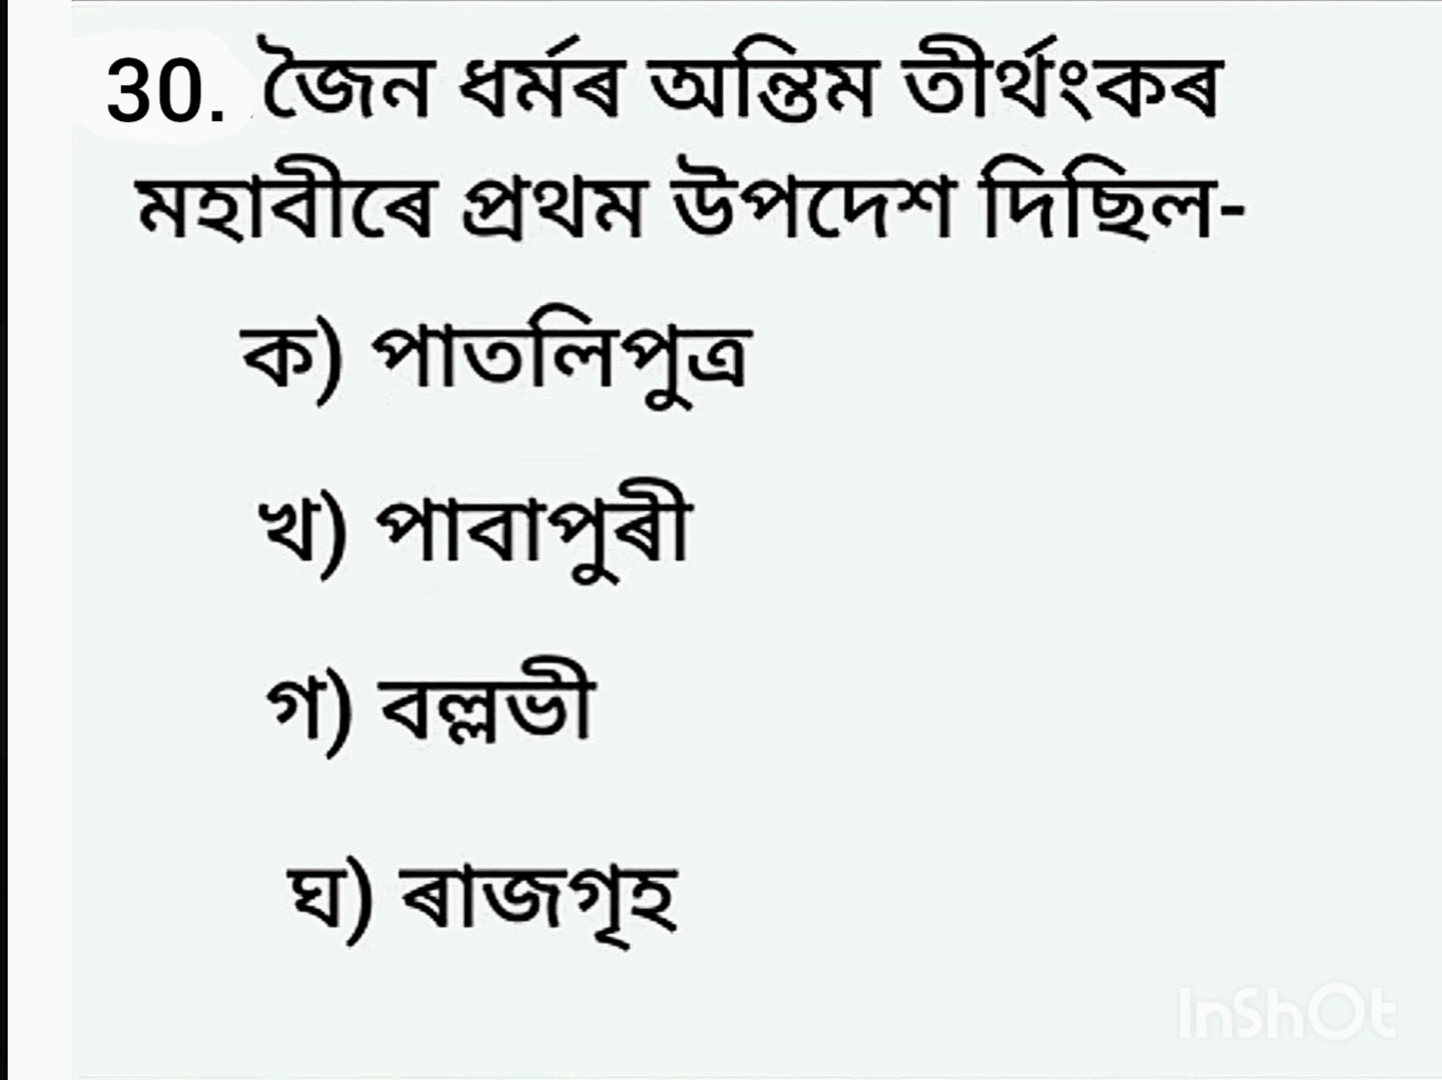 30. জৈন ধৰ্মৰ অন্তিম তীৰ্থংকৰ
মহাবীৰে প্ৰথম উপদেশ দিছিল-
ক) পাতলিপুত্ৰ
খ) পাবাপুৰী
গ) বল্লভী
ঘ) ৰাজগৃহ
InShOt